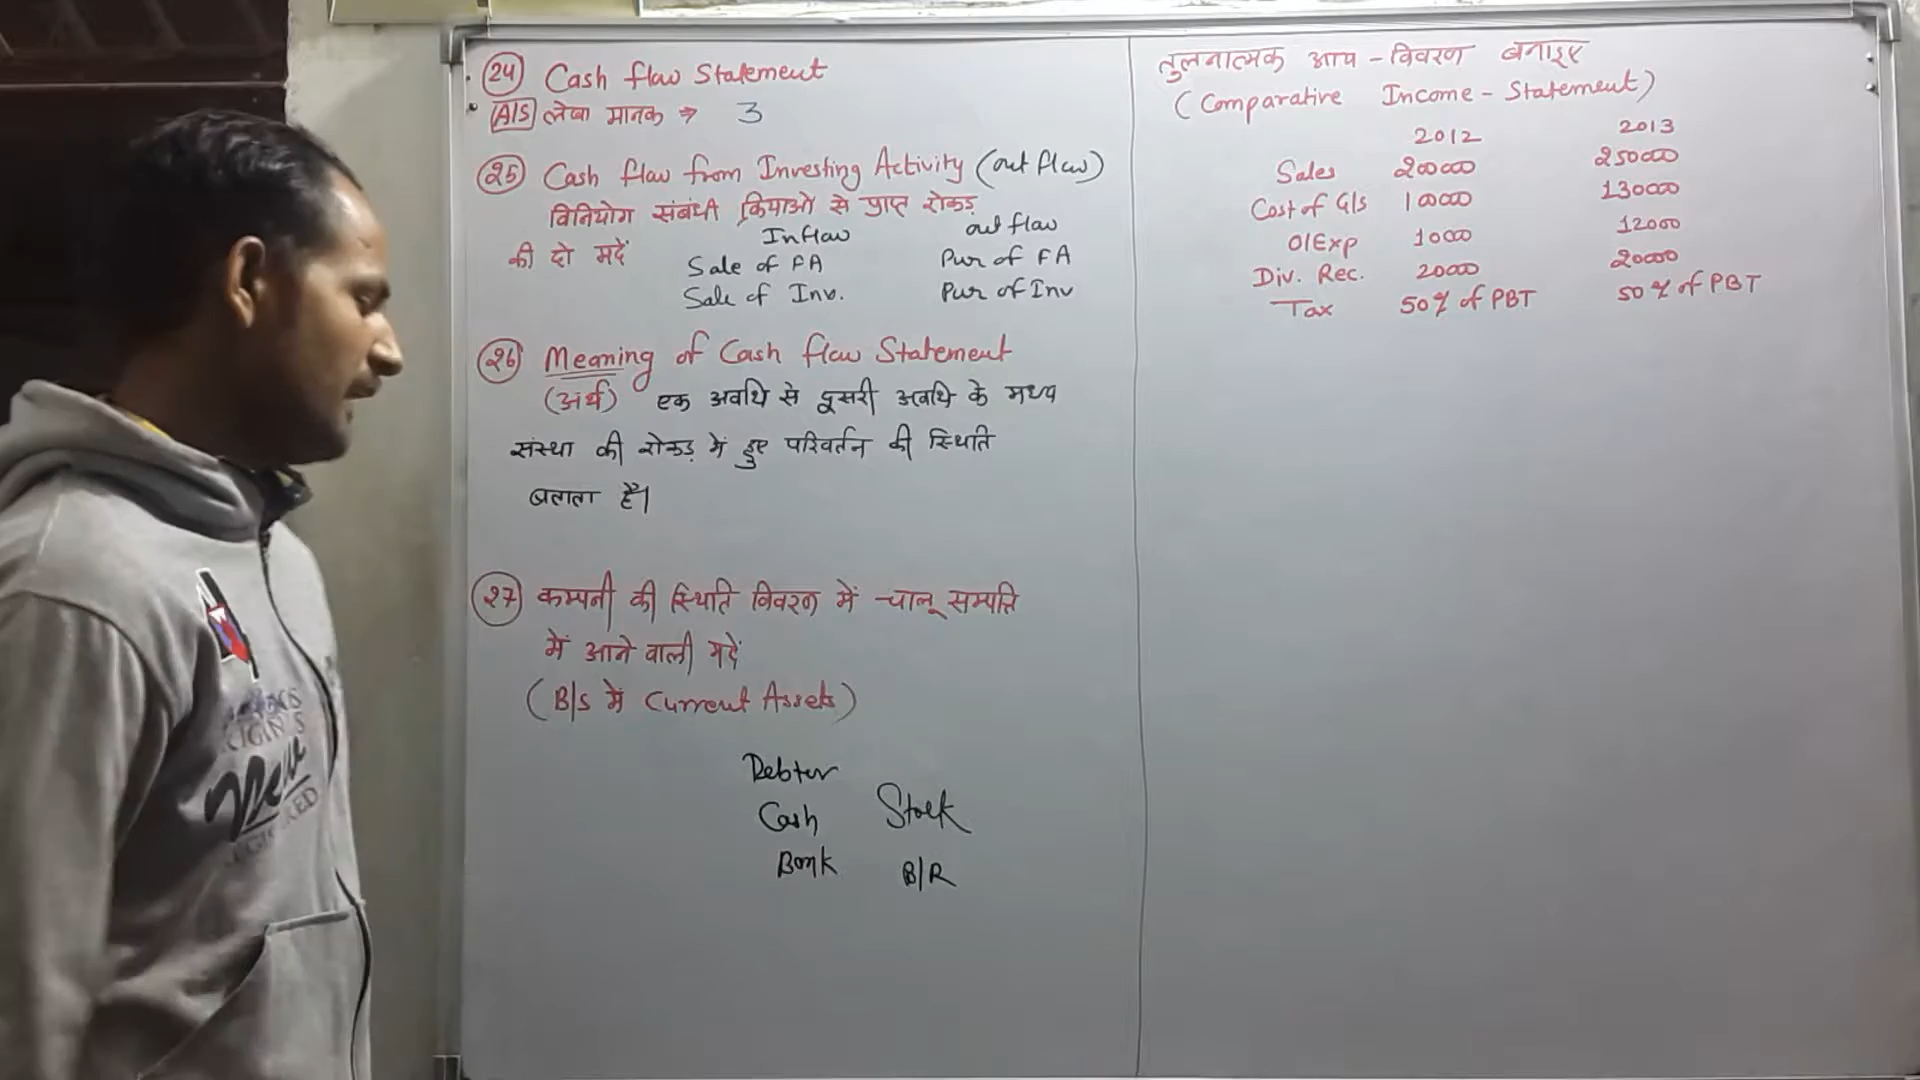 24 Cash flow Statement
A/S लेखा मानक ⇒ 3
25 Cash flow from Investing Activity (out flow)
विनियोग संबंधी क्रियाओं से प्राप्त रोकड़
की दो मदें
Inflow out flow
Sale of FA Pur of FA
Sale of Inv. Pur of Inv
26 Meaning of Cash flow Statement
(अर्थ) एक अवधि से दूसरी अवधि के मध्य
संस्था की रोकड़ में हुए परिवर्तन की स्थिति
बताता है।
27 कम्पनी की स्थिति विवरण में चालू सम्पत्ति
में आने वाली मदें
(B/S में Current Assets)
Debtor
Cash Stock
Bank B/R
तुलनात्मक आय - विवरण बनाइए
(Comparative Income - Statement)
2012 2013
Sales 200000 250000
Cost of G/s 100000 130000
O/Exp 10000 12000
Div. Rec. 20000 20000
Tax 50% of PBT 50% of PBT